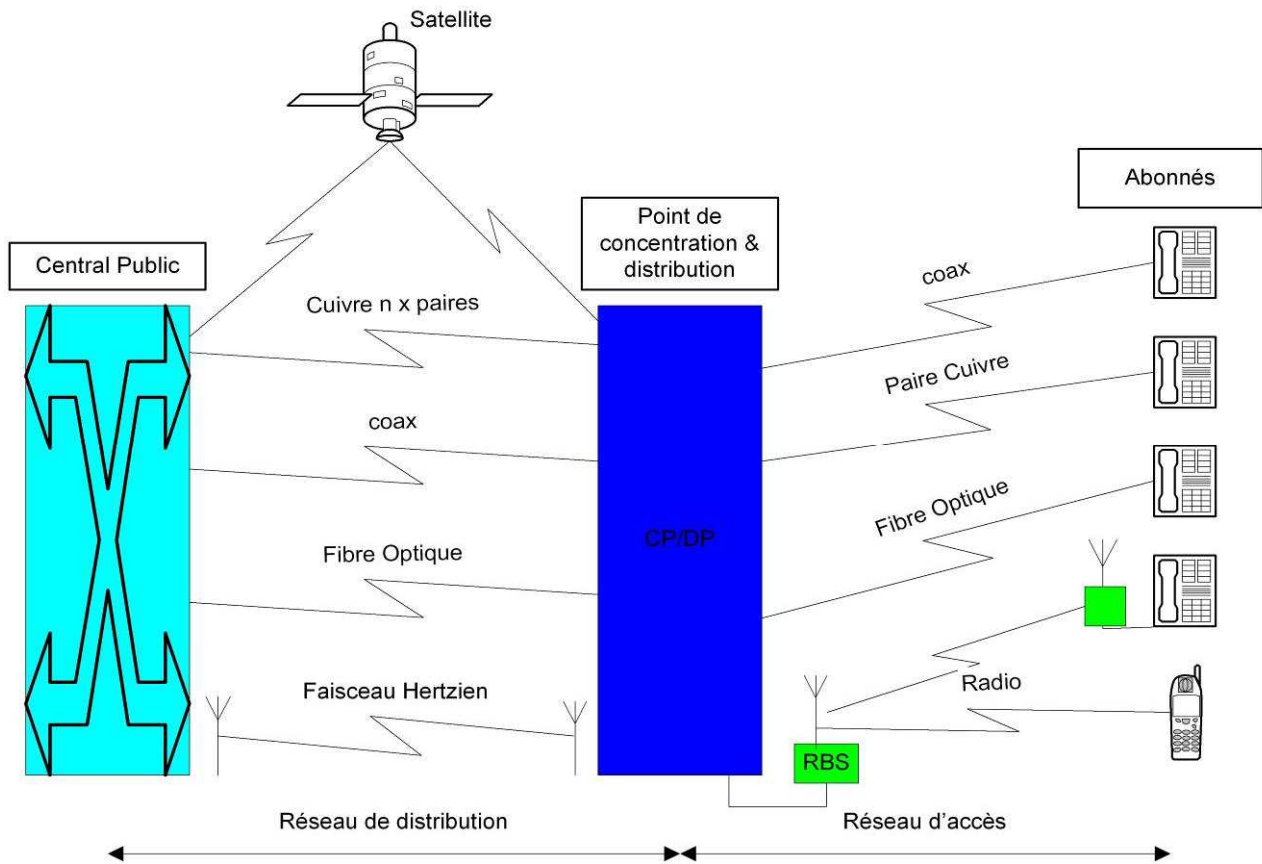 Satellite
Abonnés
Point de
concentration &
distribution
Central Public
coax
Cuivre n x paires
Paire Cuivre
coax
Fibre Optique
CP/DP
Fibre Optique
Faisceau Hertzien
Radio
RBS
Réseau de distribution
Réseau d'accès